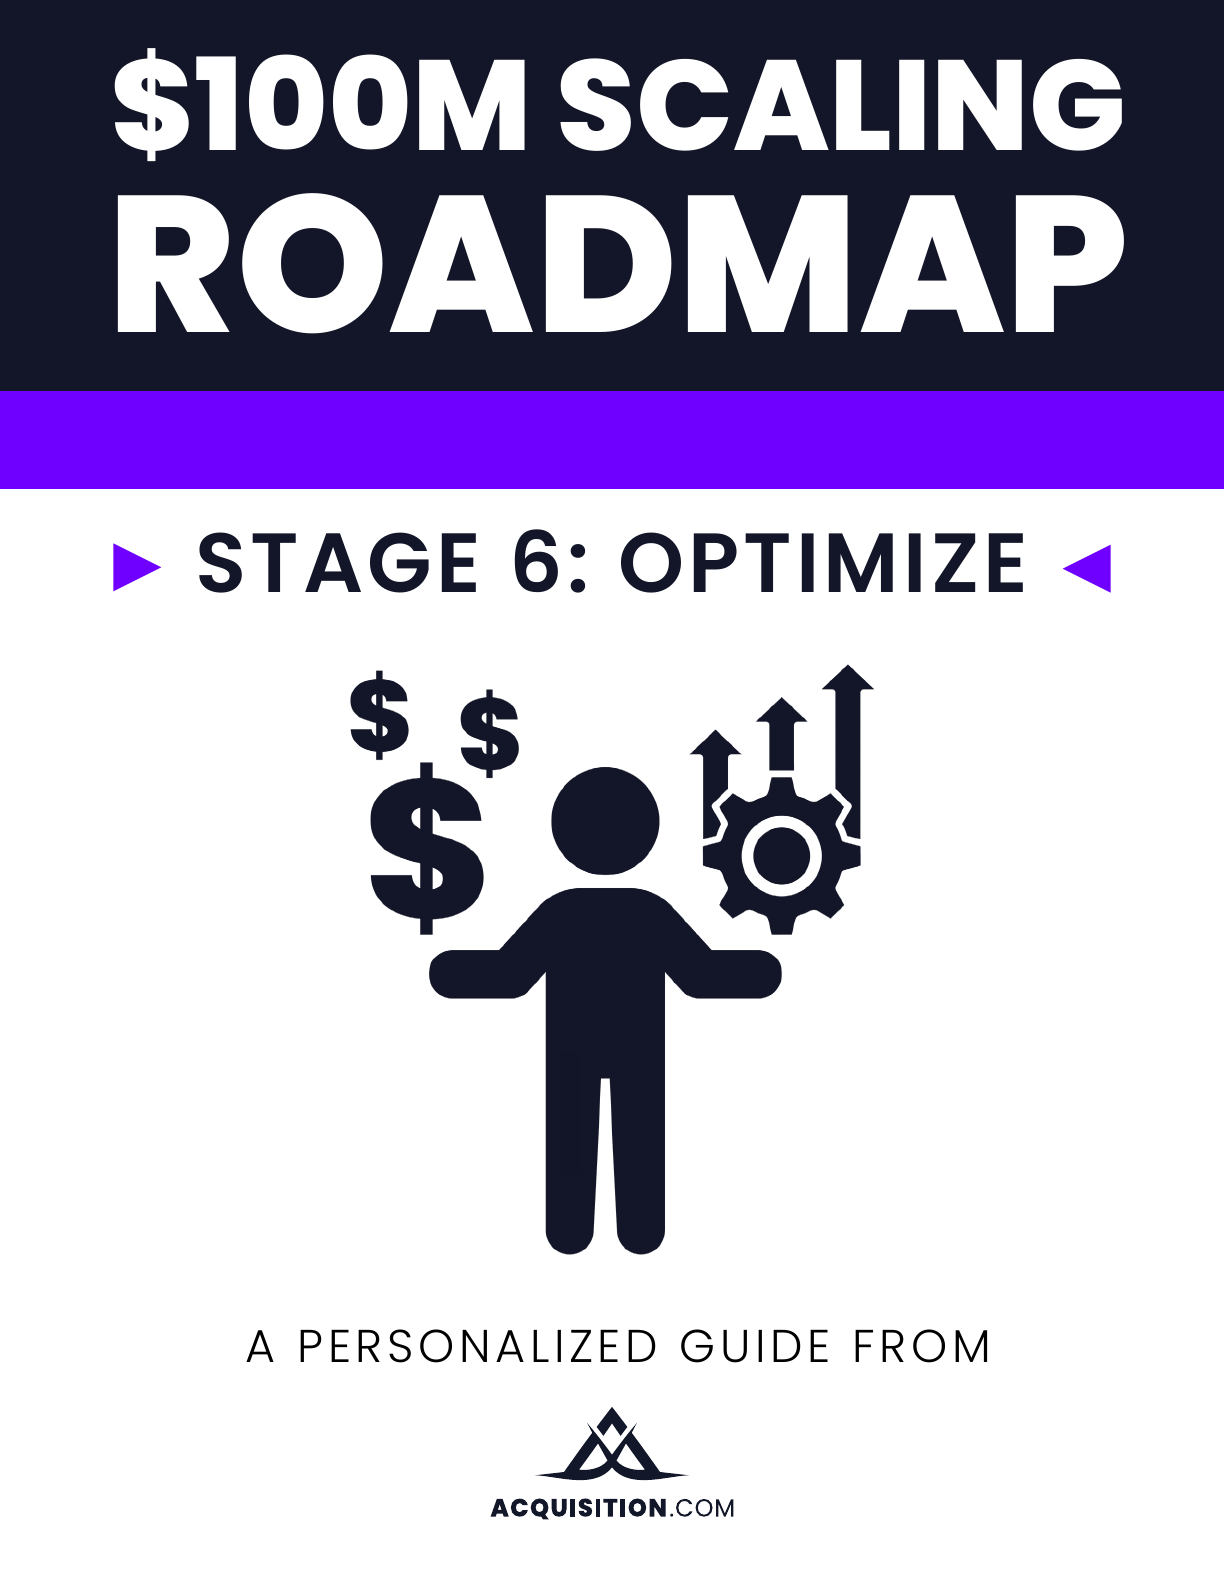 $100M SCALING
ROADMAP
STAGE 6: OPTIMIZE
$ $
$
A PERSONALIZED GUIDE FROM
ACQUISITION.COM